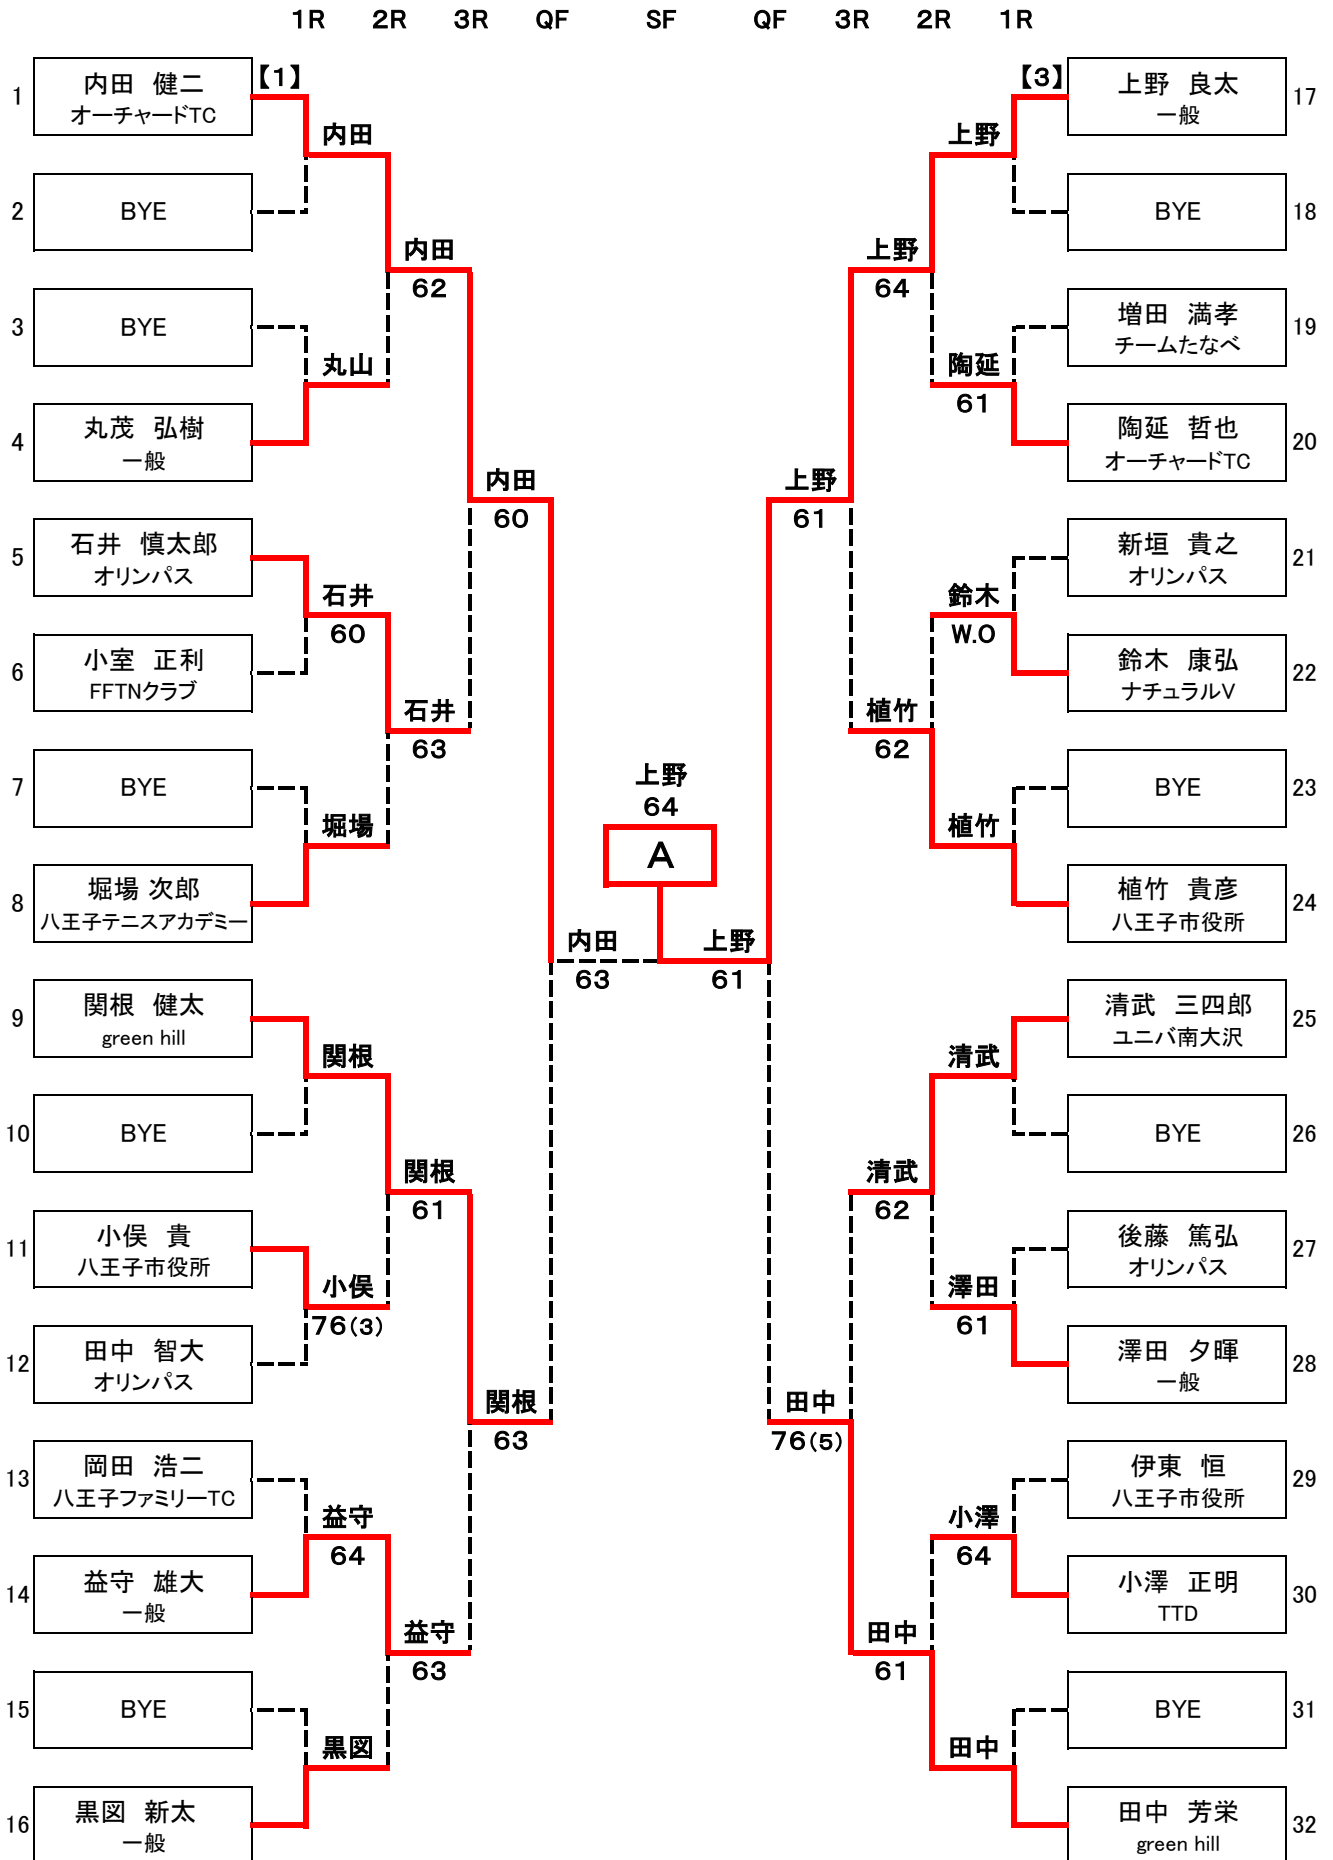 1R 2R 3R QF SF QF 3R 2R 1R
1 内田 健二 【1】
オーチャードTC
内田
2 BYE
内田
62
3 BYE
丸山
4 丸茂 弘樹
一般
内田
60
5 石井 慎太郎
オリンパス
石井
60
6 小室 正利
FFTNクラブ
石井
63
7 BYE
堀場
8 堀場 次郎
八王子テニスアカデミー
内田
63
9 関根 健太
green hill
関根
10 BYE
関根
61
11 小俣 貴
八王子市役所
小俣
76(3)
12 田中 智大
オリンパス
関根
63
13 岡田 浩二
八王子ファミリーTC
益守
64
14 益守 雄大
一般
益守
63
15 BYE
黒図
16 黒図 新太
一般
上野
64
A
【3】 上野 良太 17
一般
上野
BYE 18
上野
64
増田 満孝 19
チームたなべ
陶延
61
陶延 哲也 20
オーチャードTC
上野
61
新垣 貴之 21
オリンパス
鈴木
W.O
鈴木 康弘 22
ナチュラルV
植竹
62
BYE 23
植竹
植竹 貴彦 24
八王子市役所
上野
61
清武 三四郎 25
ユニバ南大沢
清武
BYE 26
清武
62
後藤 篤弘 27
オリンパス
澤田
61
澤田 夕暉 28
一般
田中
76(5)
伊東 恒 29
八王子市役所
小澤
64
小澤 正明 30
TTD
田中
61
BYE 31
田中
田中 芳栄 32
green hill